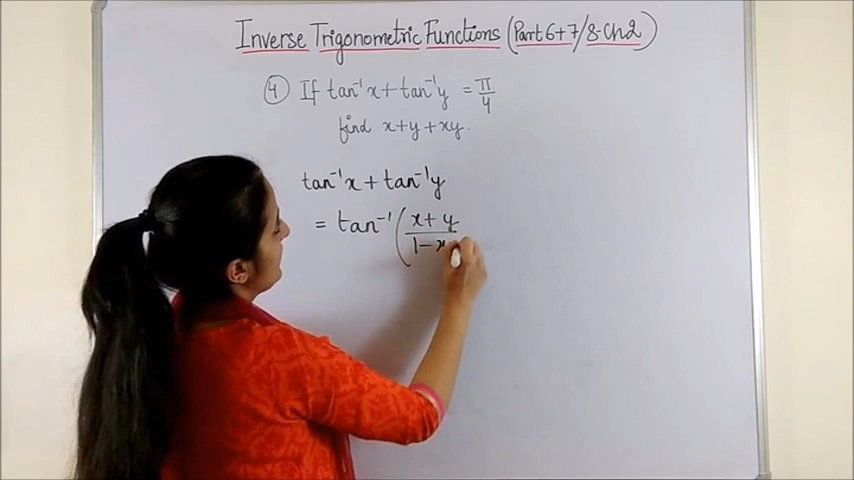 Inverse Trigonometric Functions (Part 6+7/8-Ch2)
④ If tan⁻¹x + tan⁻¹y = π/4
find x+y+xy.
tan⁻¹x + tan⁻¹y
= tan⁻¹ ( x+y / 1-x